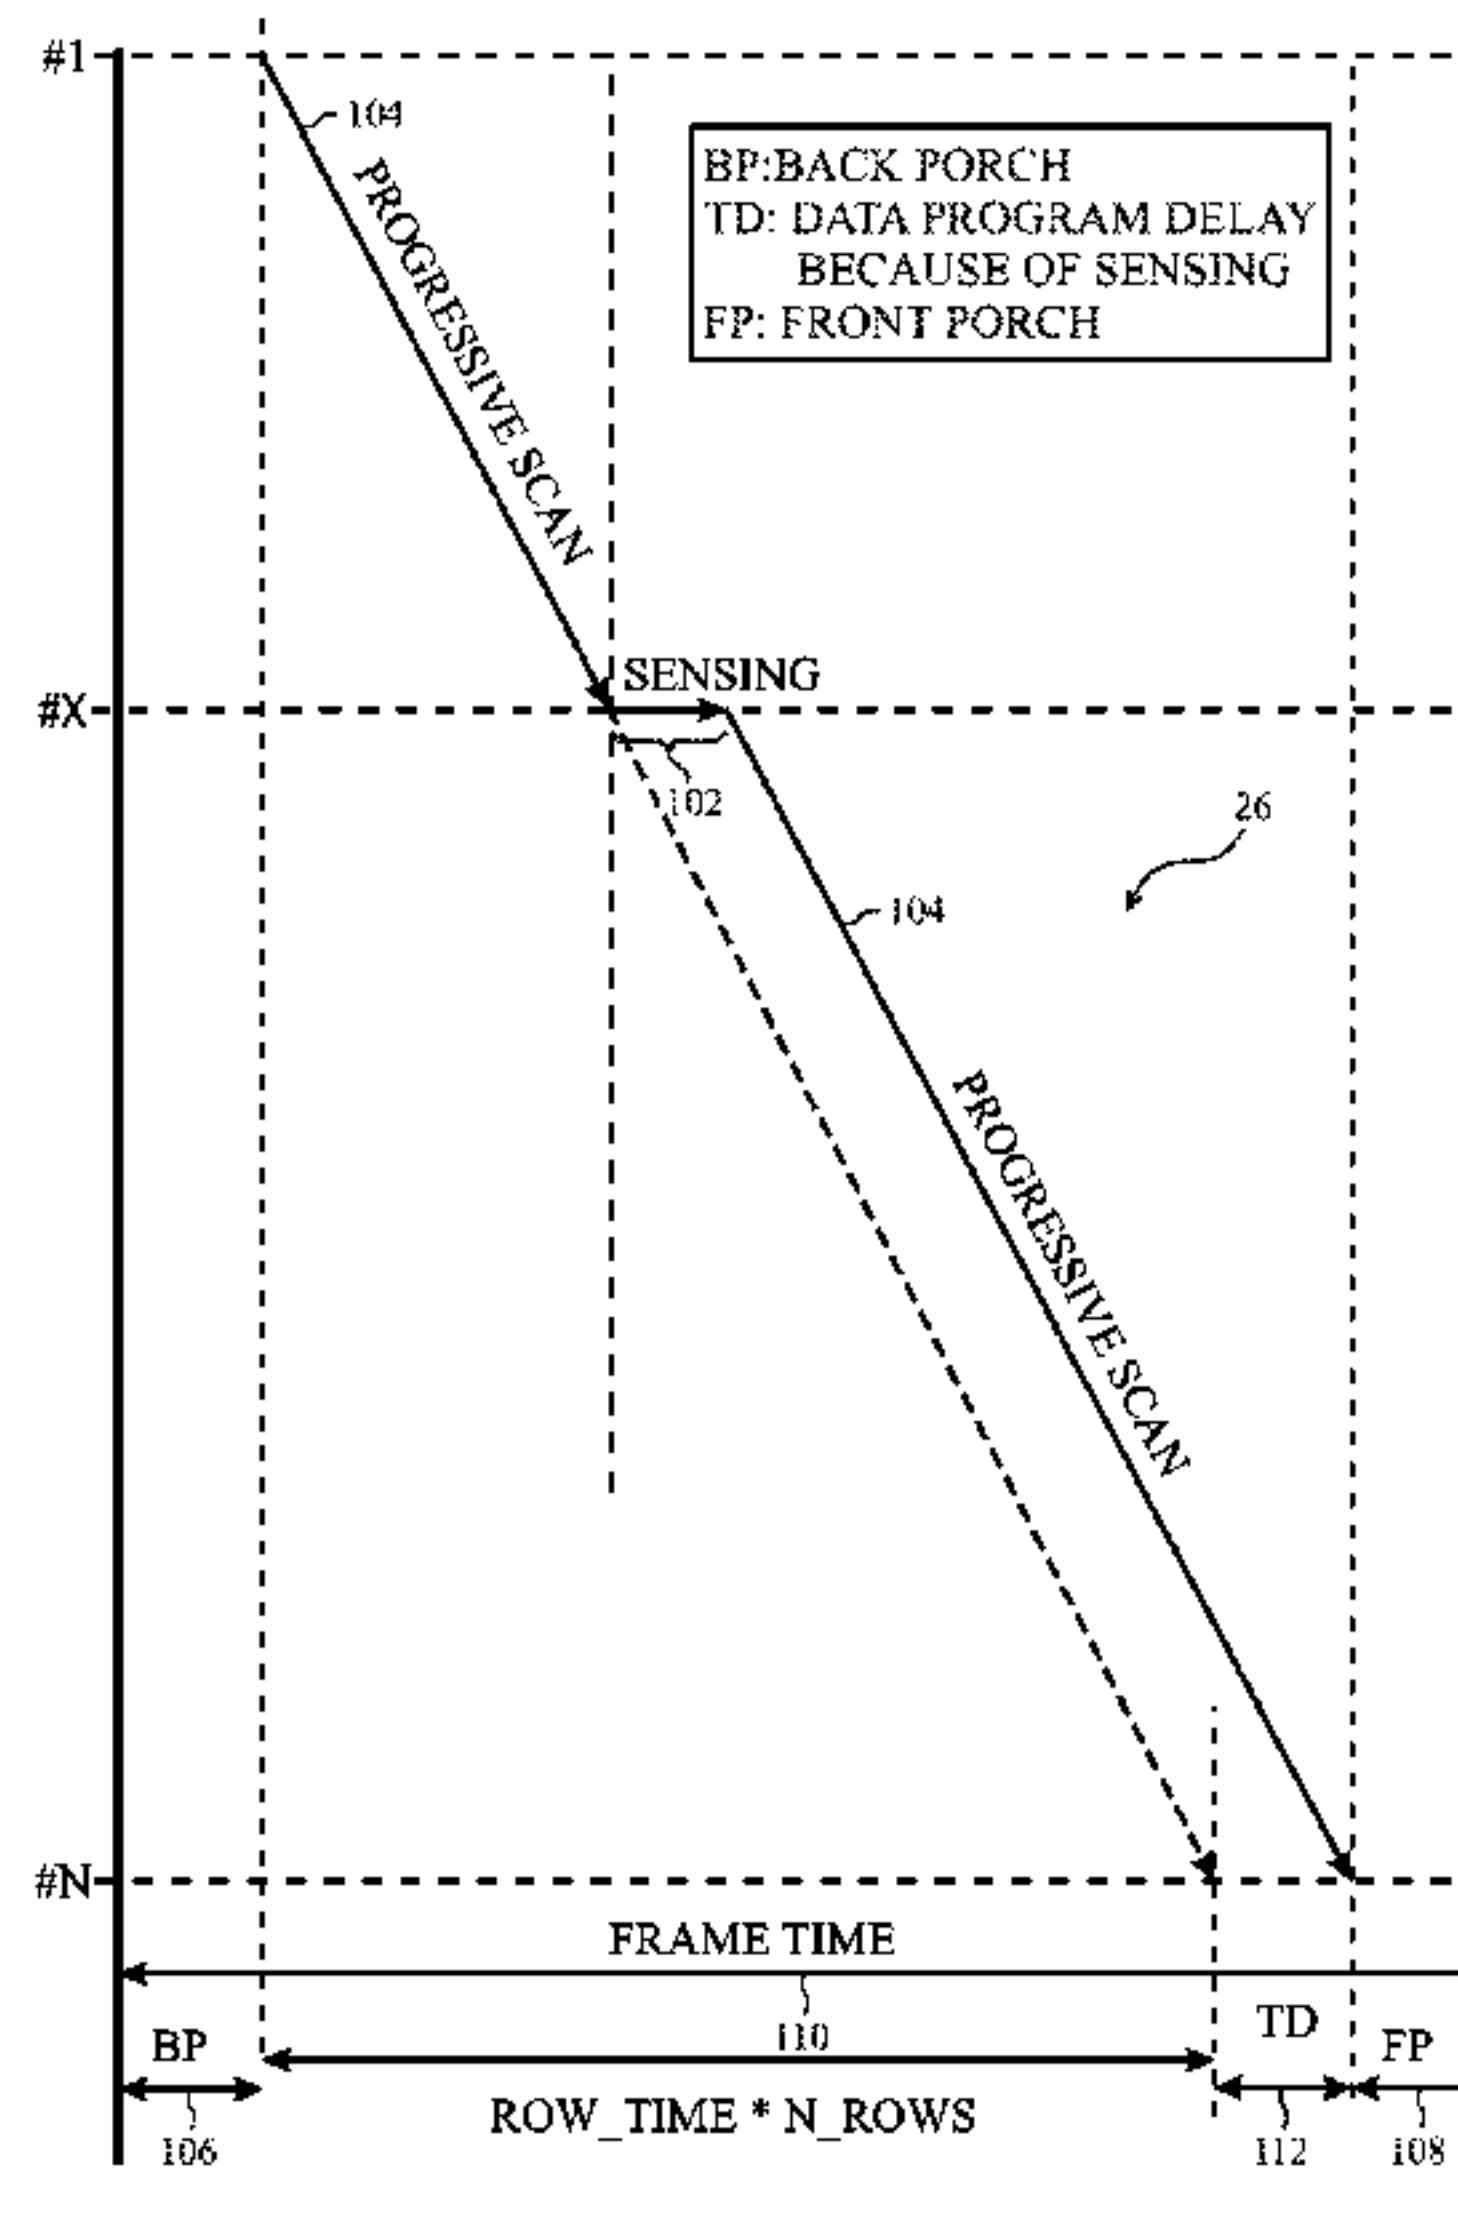 #1
104
PROGRESSIVE SCAN
BP:BACK PORCH
TD: DATA PROGRAM DELAY
BECAUSE OF SENSING
FP: FRONT PORCH
SENSING
#X
102
26
104
PROGRESSIVE SCAN
#N
FRAME TIME
110
BP
TD
FP
ROW_TIME * N_ROWS
106
112
108